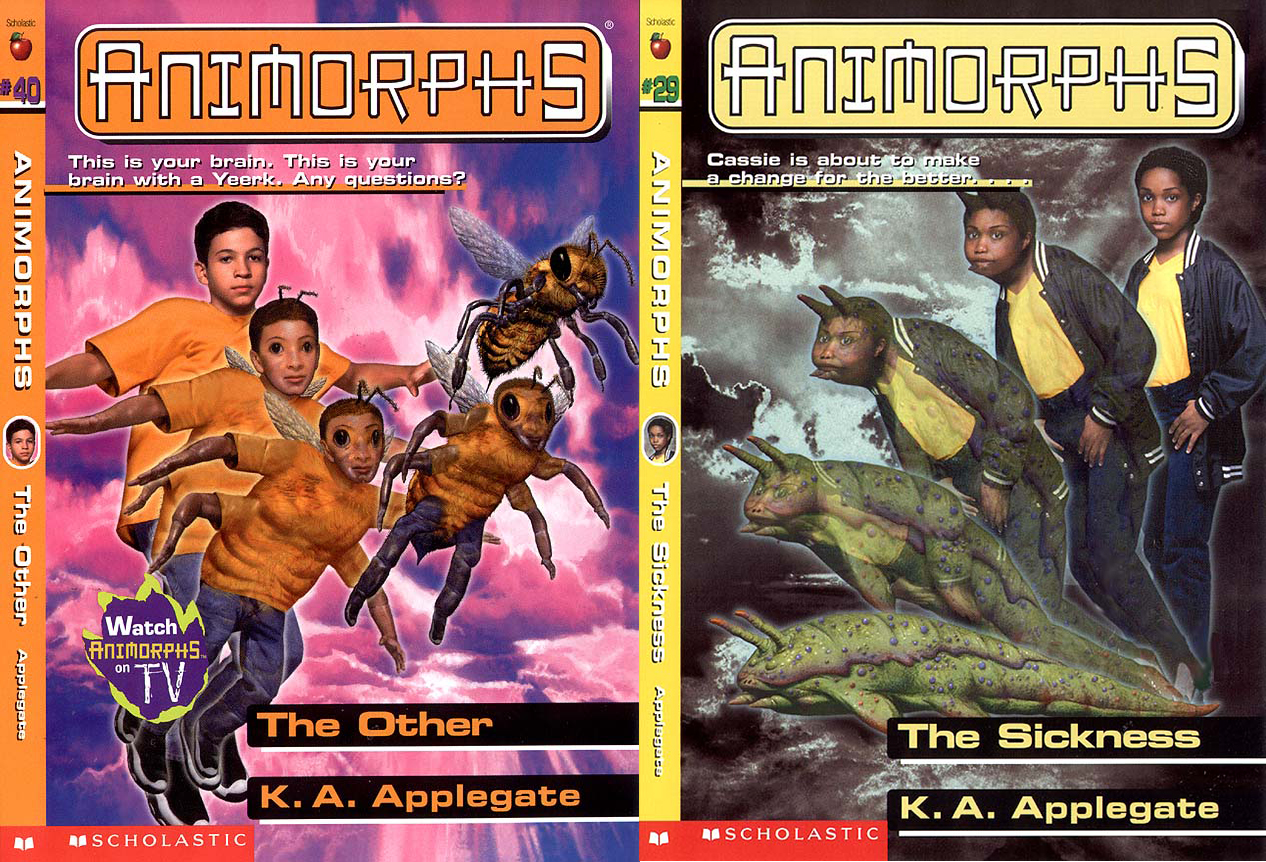 Scholastic
#40
ANIMORPHS
The Other
Applegate
ANIMORPHS®
This is your brain. This is your
brain with a Yeerk. Any questions?
Watch
ANIMORPHS™
on
TV
The Other
K. A. Applegate
SCHOLASTIC
Scholastic
#29
ANIMORPHS
The Sickness
Applegate
ANIMORPHS
Cassie is about to make
a change for the better. . . .
The Sickness
K. A. Applegate
SCHOLASTIC